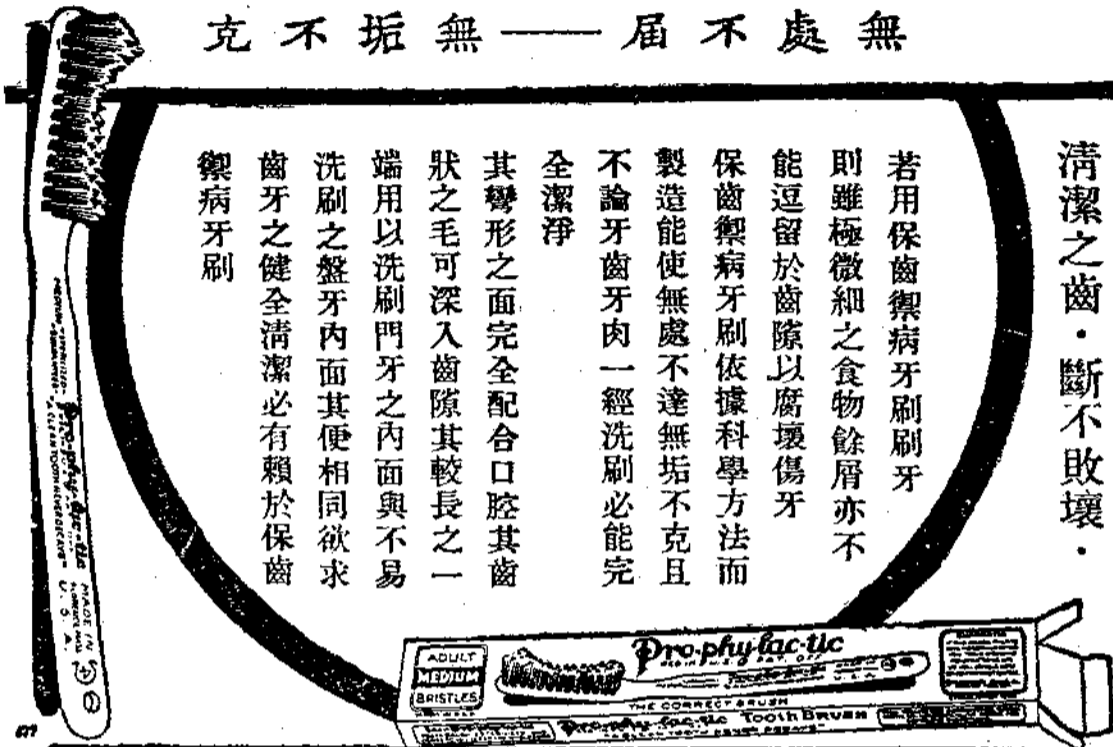 無處不屆——無垢不克
清潔之齒·斷不敗壞·
若用保齒禦病牙刷刷牙
則雖極微細之食物餘屑亦不
能逗留於齒隙以腐壞傷牙
保齒禦病牙刷依據科學方法而
製造能使無處不達無垢不克且
不論牙齒牙肉一經洗刷必能完
全潔淨
其彎形之面完全配合口腔其齒
狀之毛可深入齒隙其較長之一
端用以洗刷門牙之內面與不易
洗刷之盤牙內面其便相同欲求
齒牙之健全清潔必有賴於保齒
禦病牙刷
Pro-phy-lac-tic
"A CLEAN TOOTH NEVER DECAYS"
MADE IN
U. S. A.
ADULT
MEDIUM
BRISTLES
Pro-phy-lac-tic
U.S.A.
THE CORRECT BRUSH
Pro-phy-lac-tic Tooth Brush